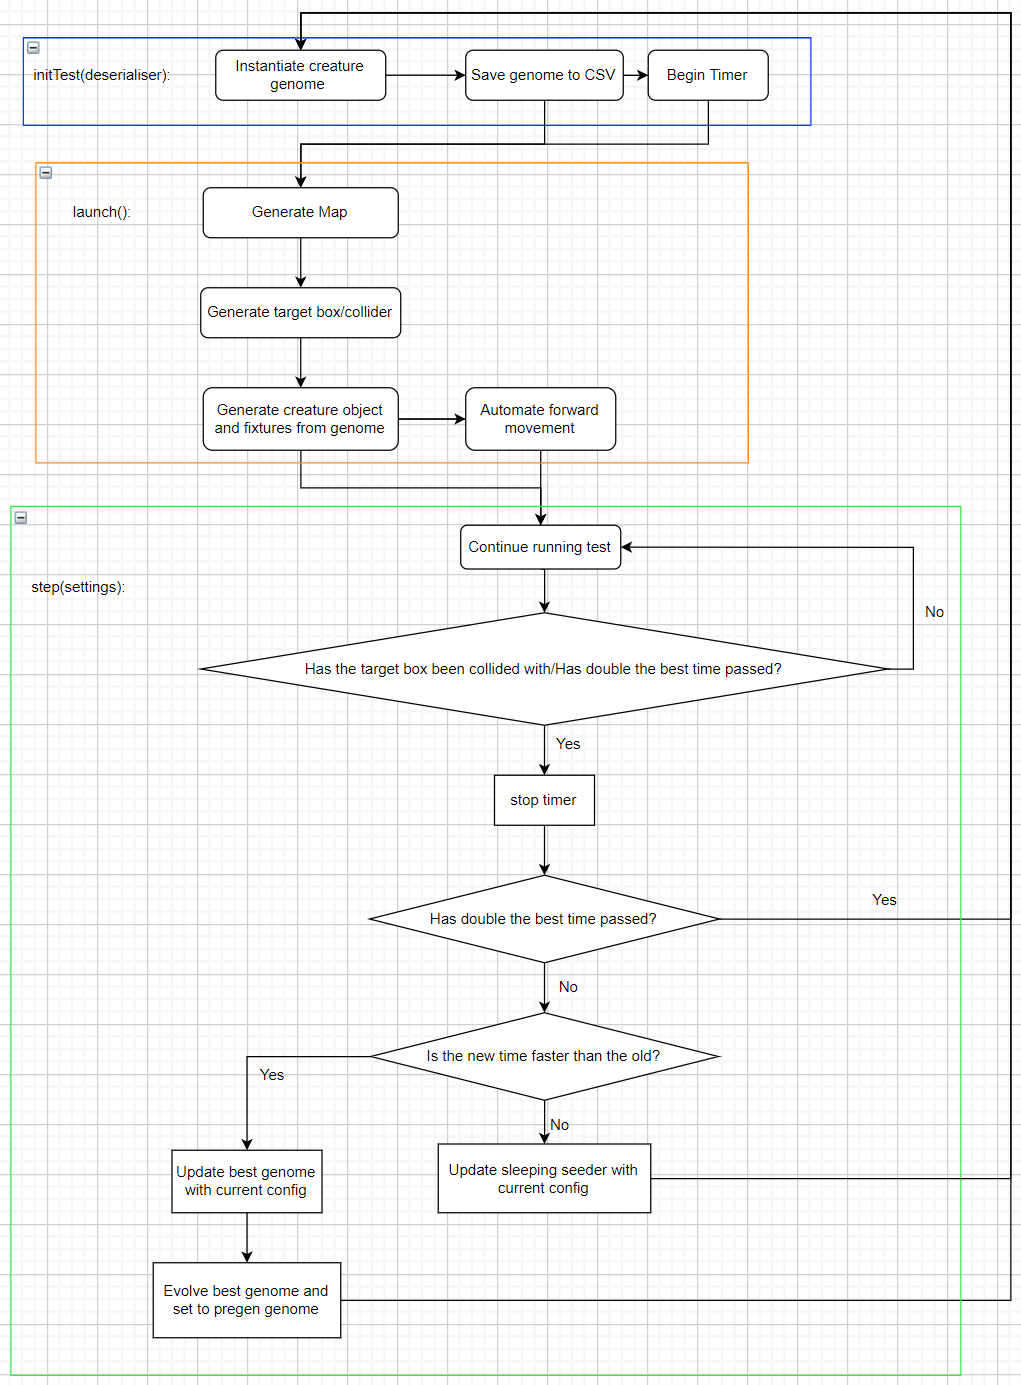 initTest(deserialiser):
Instantiate creature
genome
Save genome to CSV
Begin Timer
launch():
Generate Map
Generate target box/collider
Generate creature object
and fixtures from genome
Automate forward
movement
step(settings):
Continue running test
No
Has the target box been collided with/Has double the best time passed?
Yes
stop timer
Has double the best time passed?
Yes
No
Is the new time faster than the old?
Yes
No
Update best genome
with current config
Update sleeping seeder with
current config
Evolve best genome and
set to pregen genome